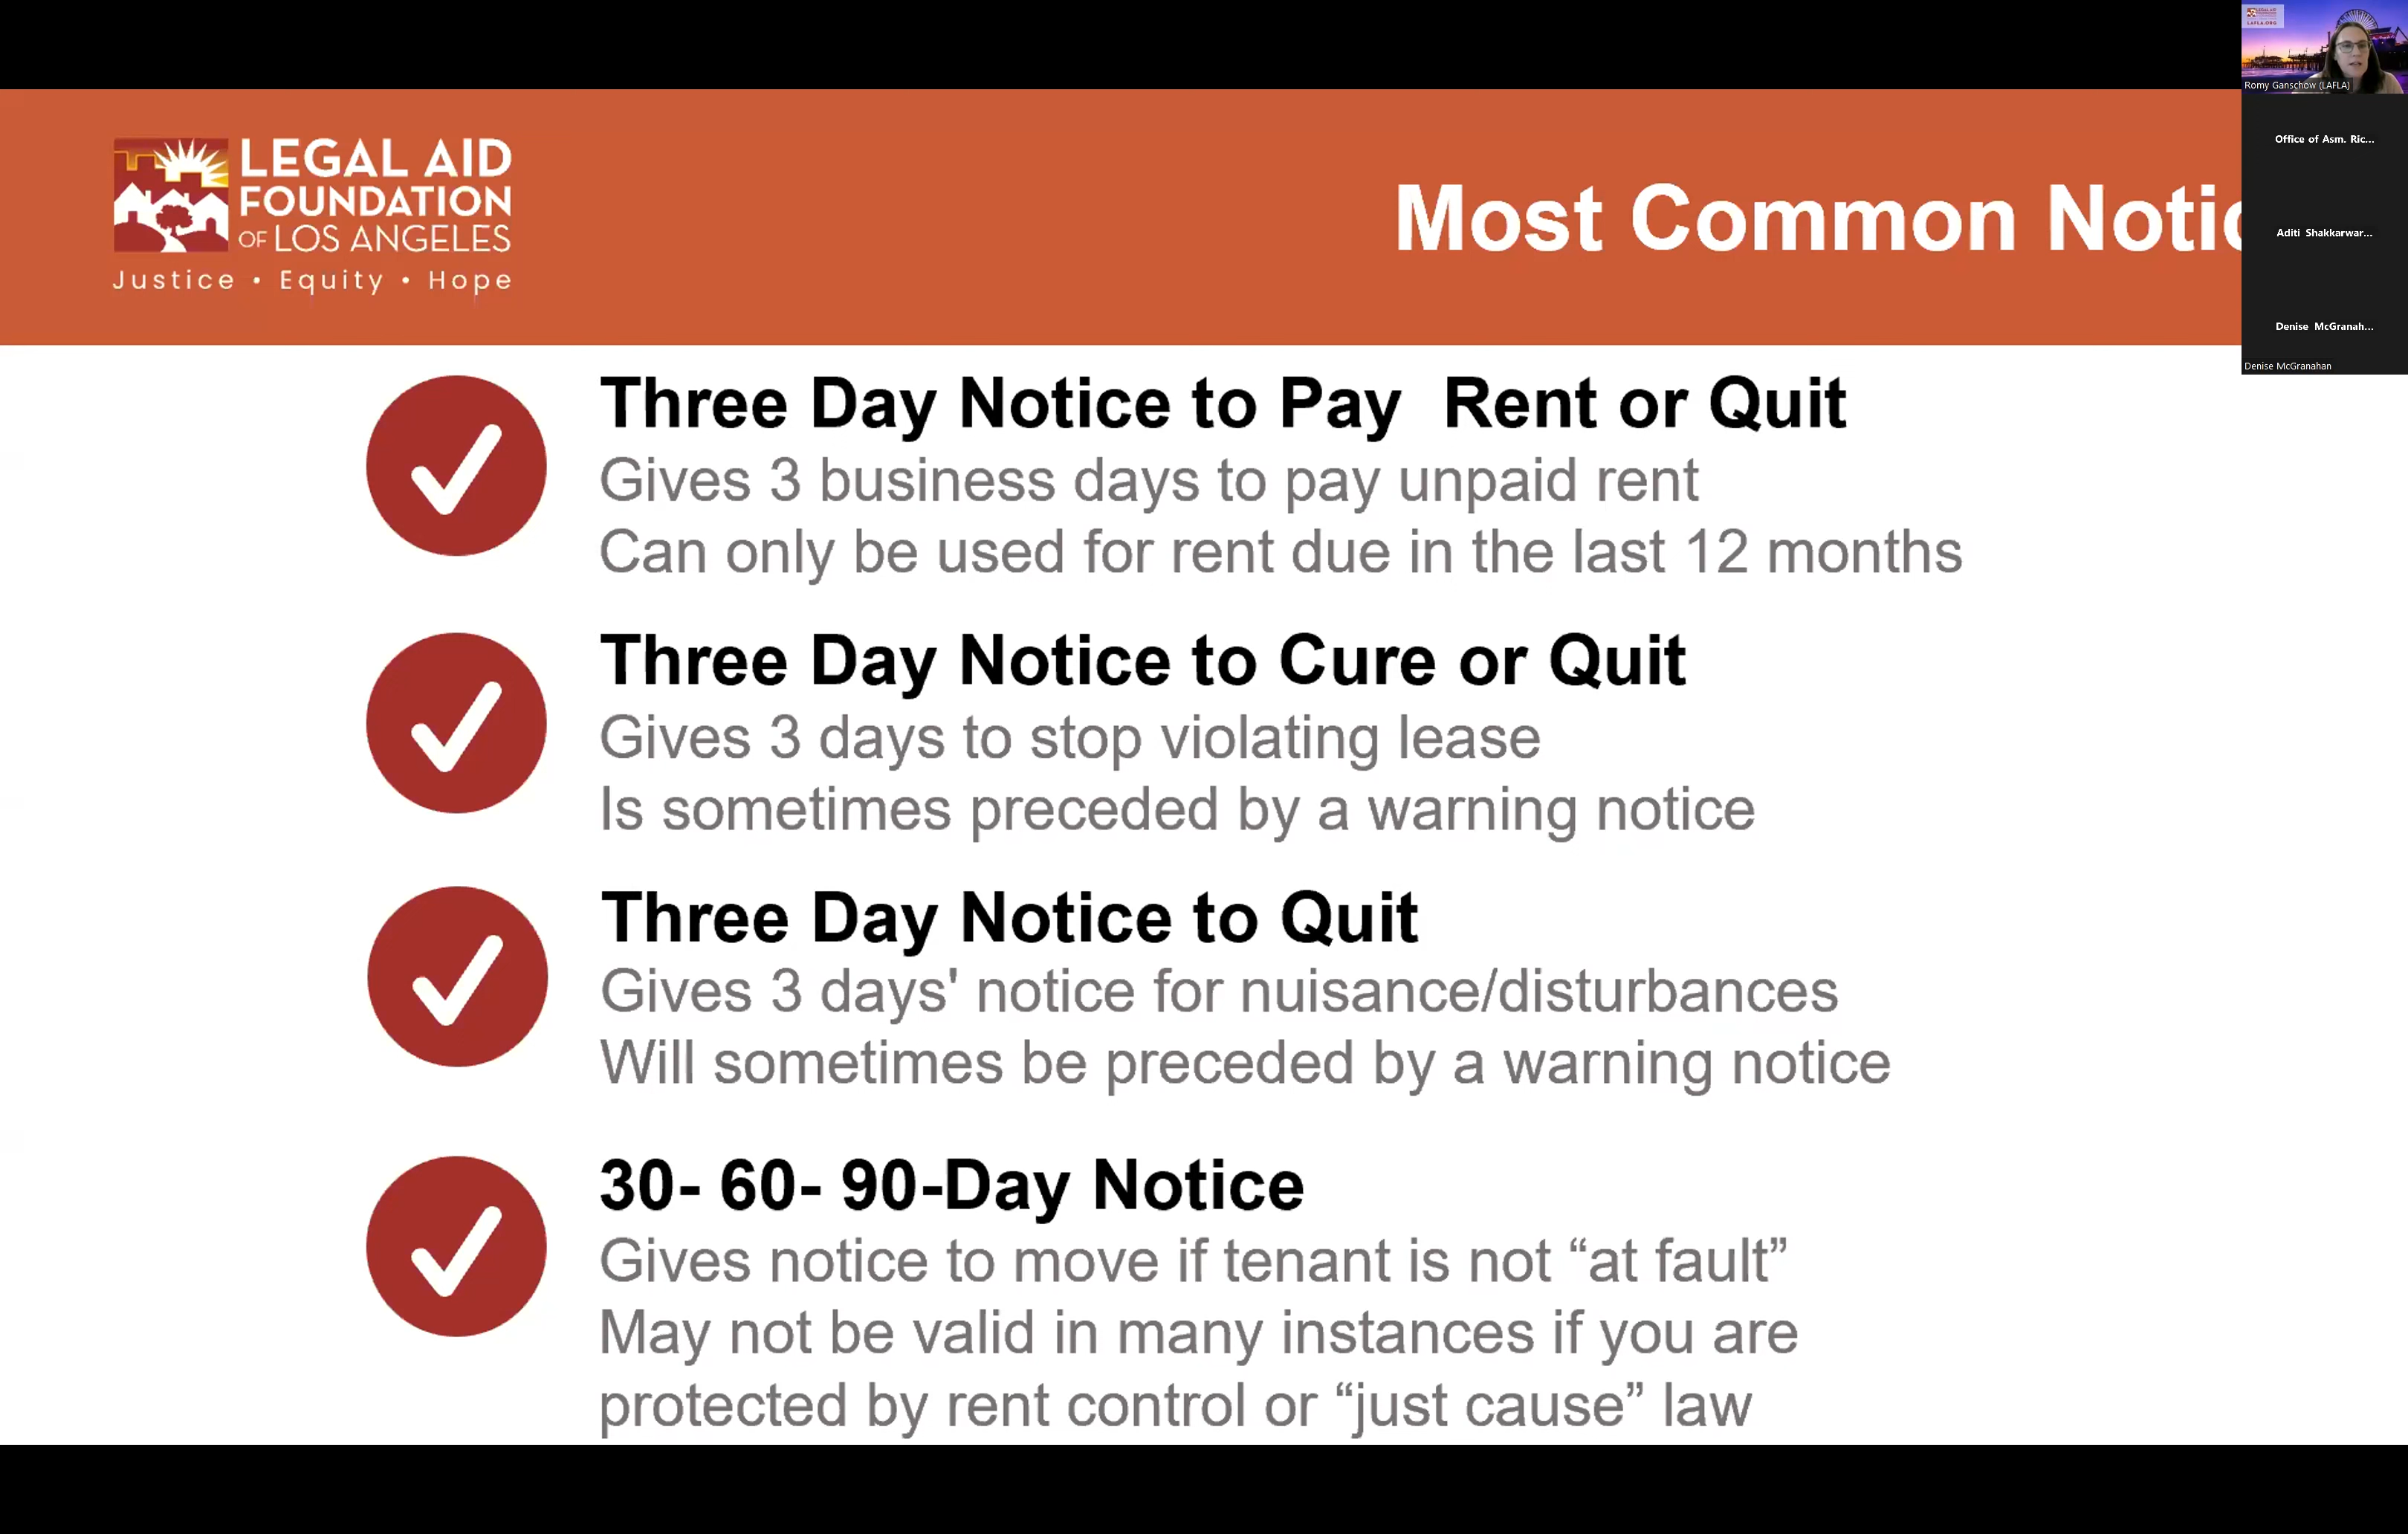 LEGAL AID
FOUNDATION
OF LOS ANGELES
Justice • Equity • Hope
Most Common Notic
LAFLA.ORG
Romy Ganschow (LAFLA)
Office of Asm. Ric...
Aditi Shakkarwar...
Denise McGranah...
Denise McGranahan
Three Day Notice to Pay  Rent or Quit
Gives 3 business days to pay unpaid rent
Can only be used for rent due in the last 12 months
Three Day Notice to Cure or Quit
Gives 3 days to stop violating lease
Is sometimes preceded by a warning notice
Three Day Notice to Quit
Gives 3 days' notice for nuisance/disturbances
Will sometimes be preceded by a warning notice
30- 60- 90-Day Notice
Gives notice to move if tenant is not “at fault”
May not be valid in many instances if you are
protected by rent control or “just cause” law